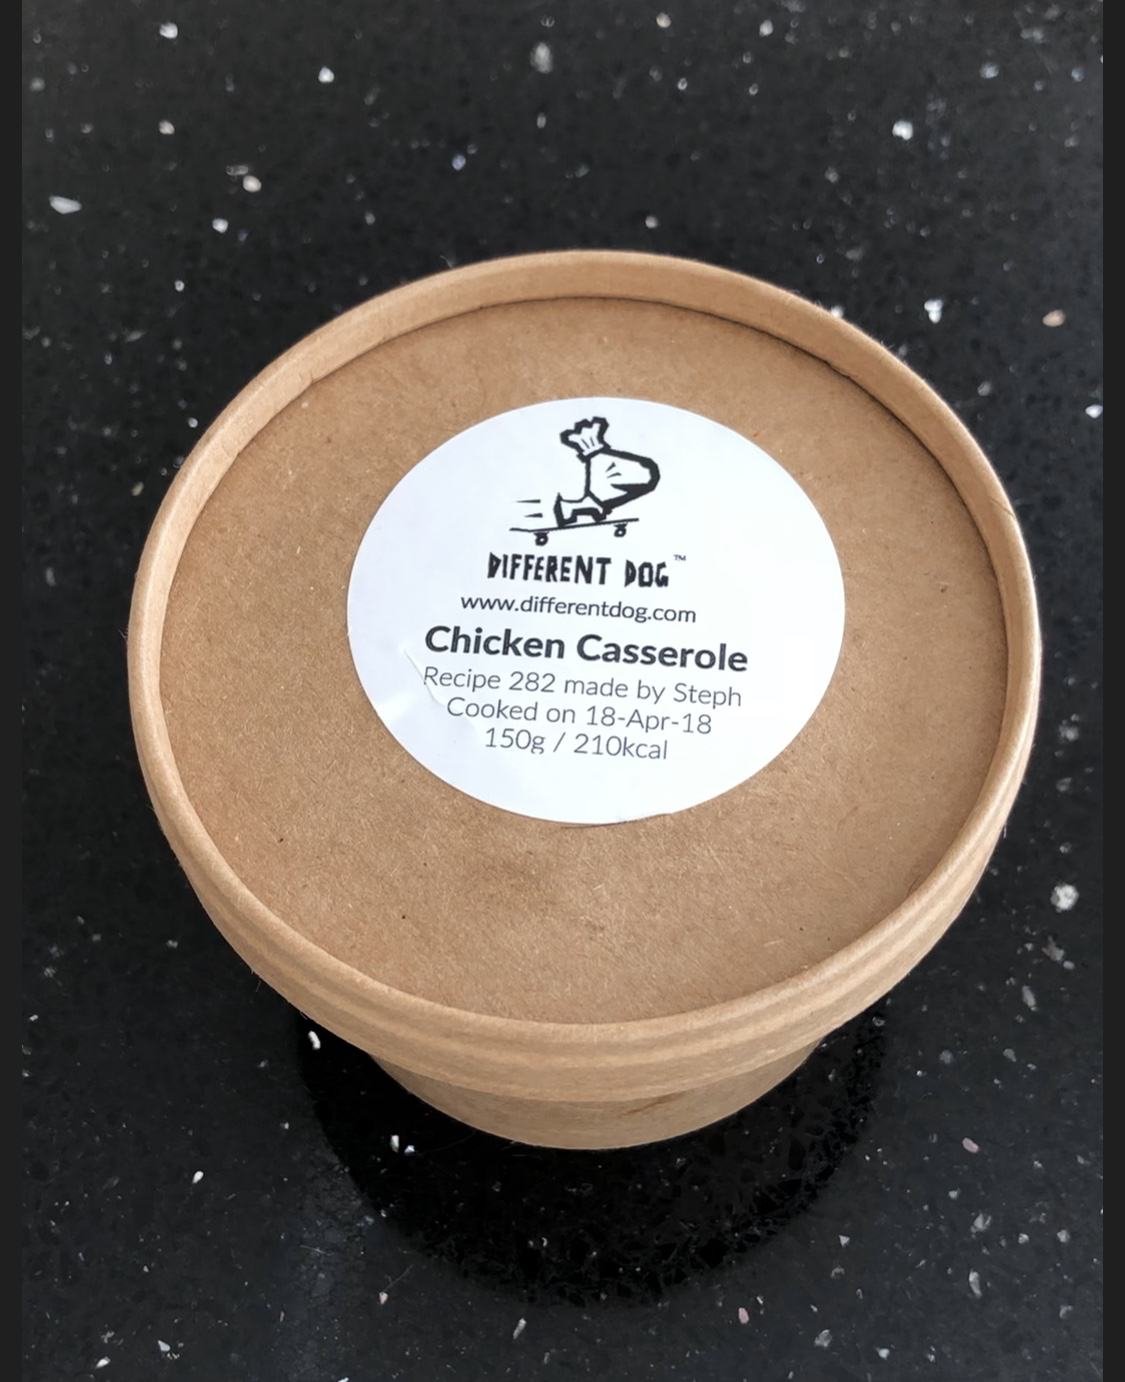 DIFFERENT DOG™
www.differentdog.com
Chicken Casserole
Recipe 282 made by Steph
Cooked on 18-Apr-18
150g / 210kcal